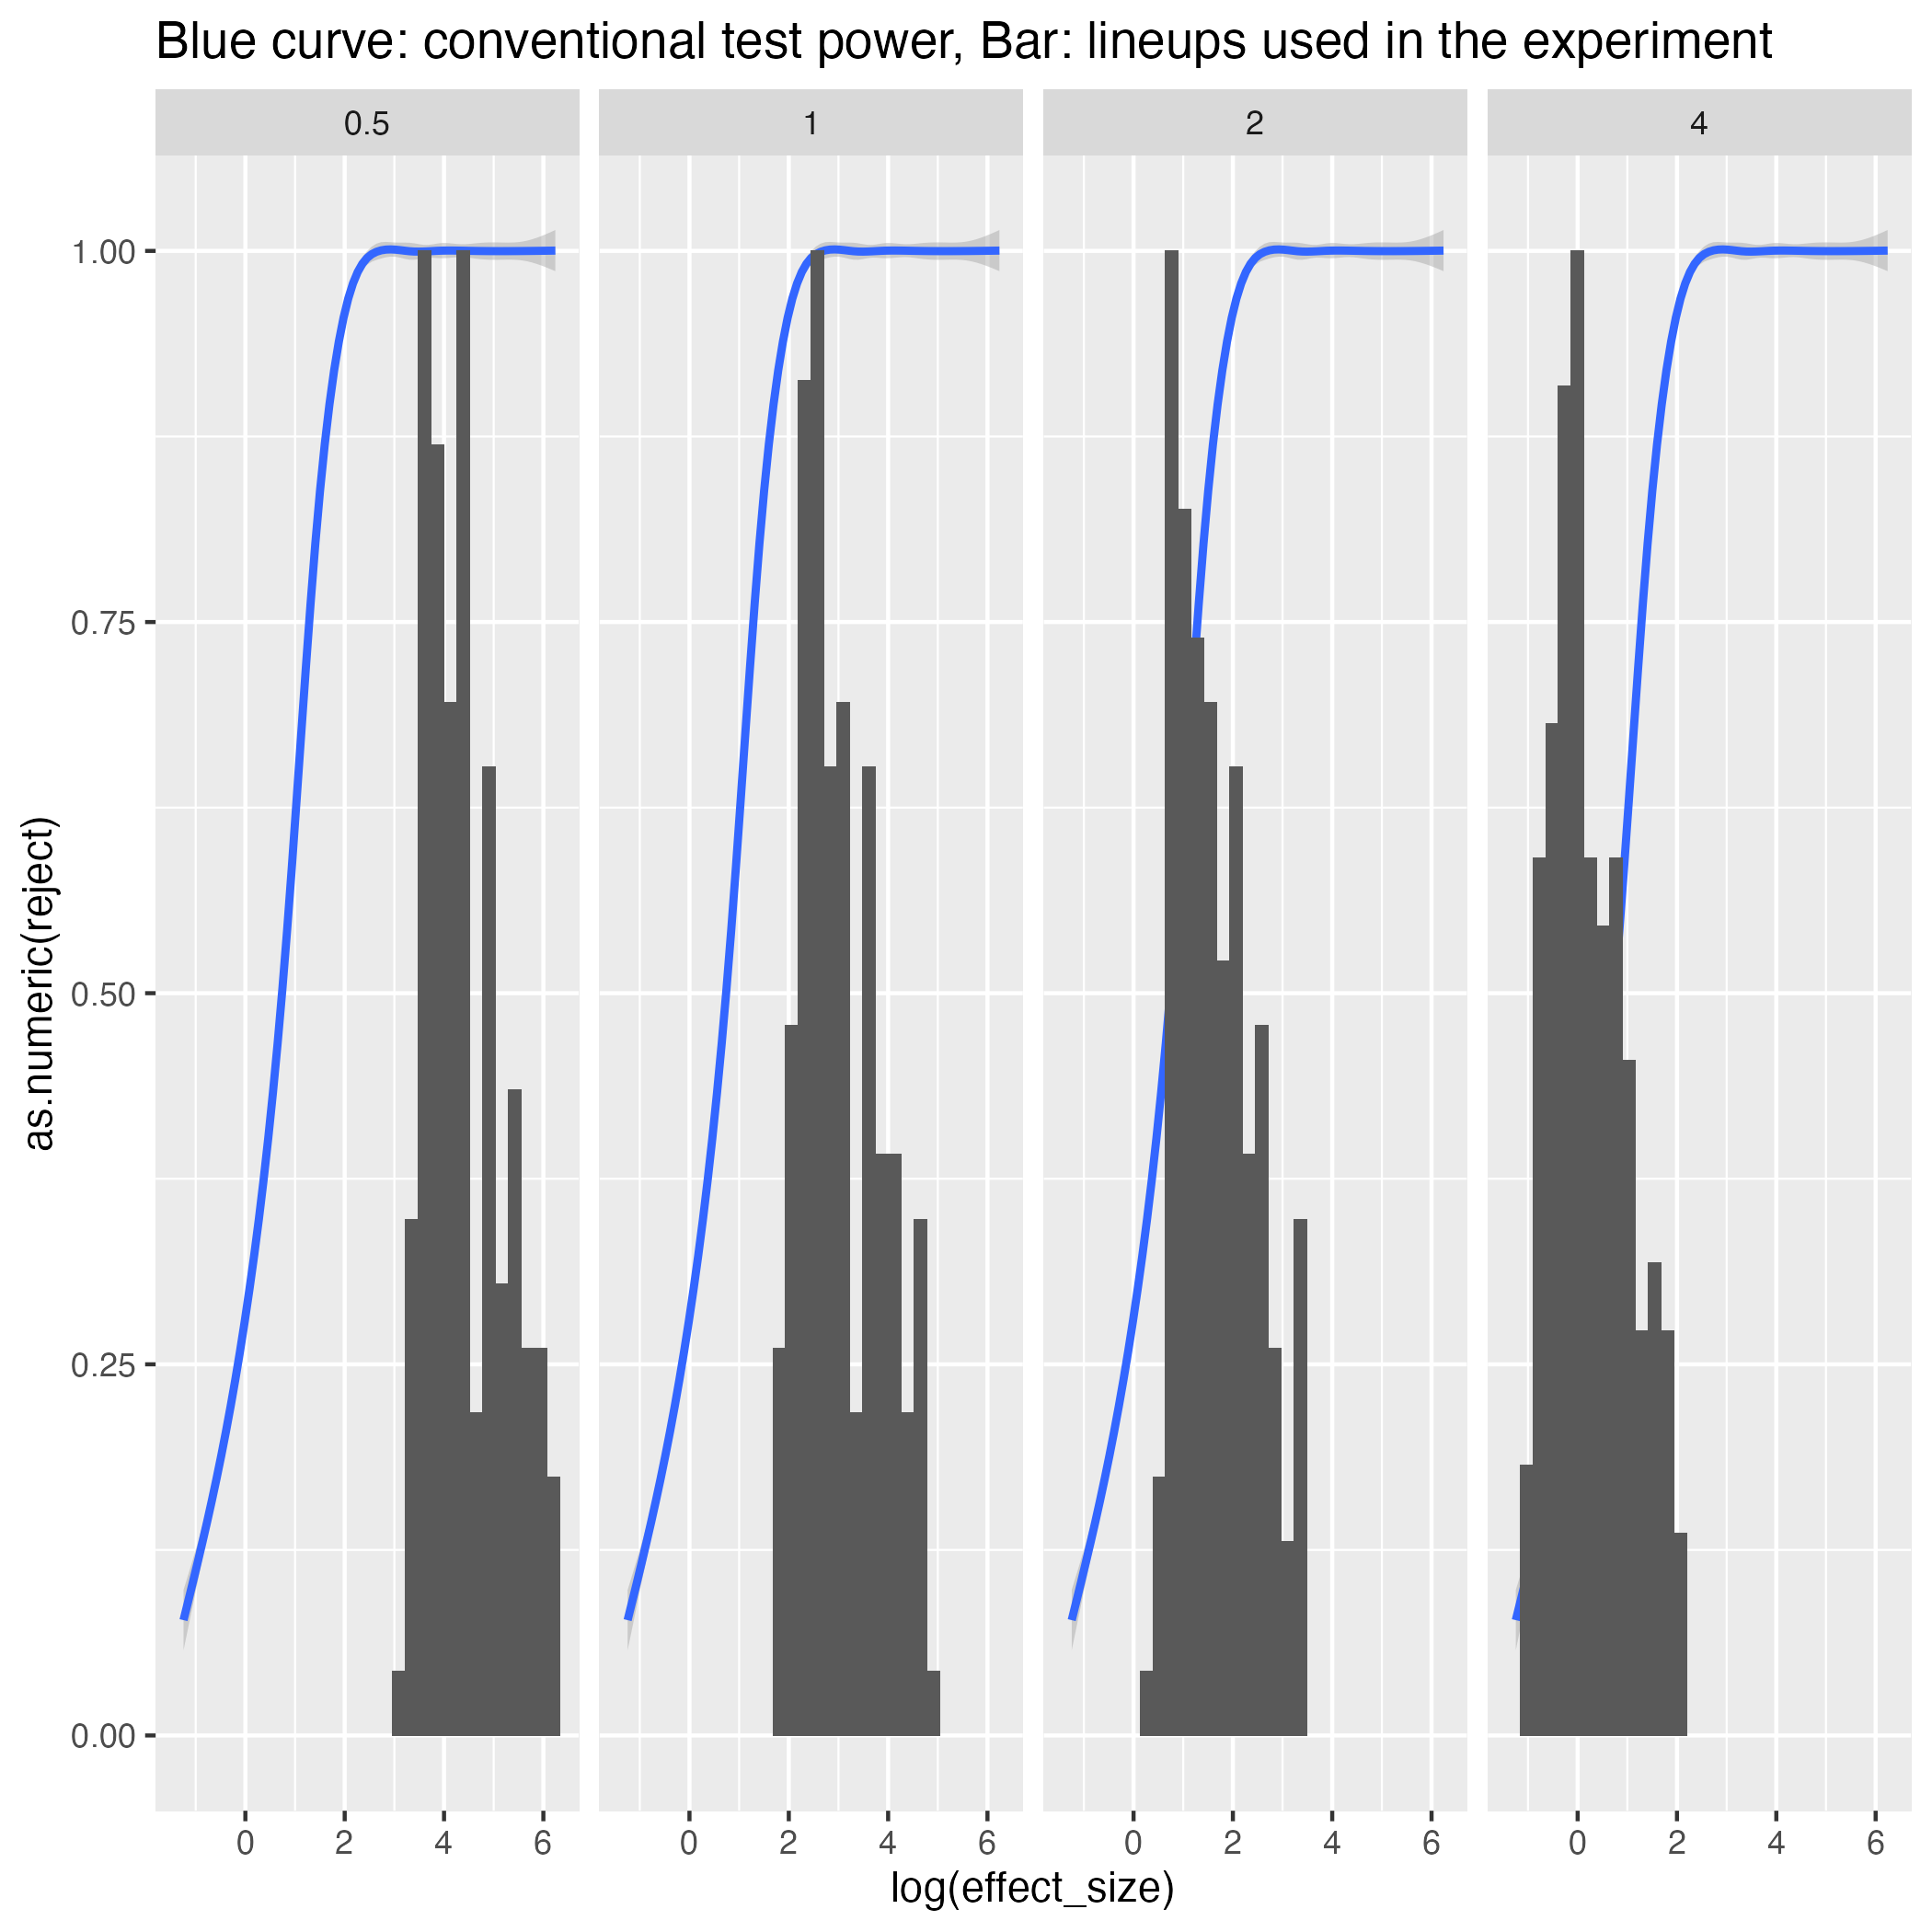 Blue curve: conventional test power, Bar: lineups used in the experiment
0.5 1 2 4
1.00
0.75
0.50
0.25
0.00
as.numeric(reject)
0 2 4 6 0 2 4 6 0 2 4 6 0 2 4 6
log(effect_size)